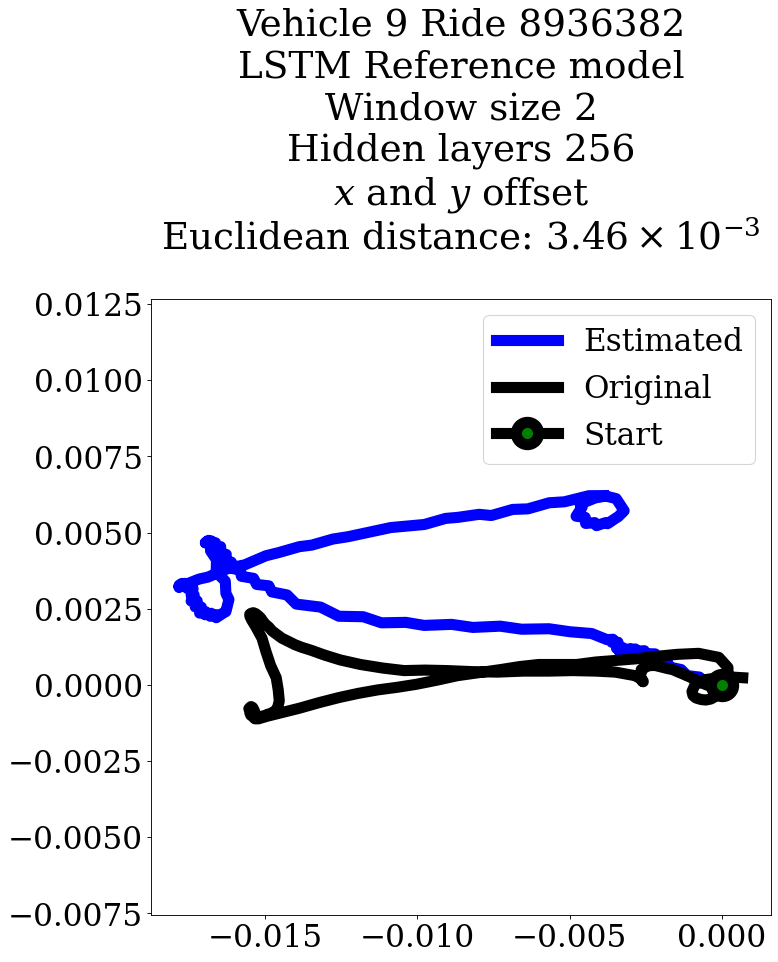 Vehicle 9 Ride 8936382
LSTM Reference model
Window size 2
Hidden layers 256
x and y offset
Euclidean distance: 3.46 × 10⁻³
Estimated
Original
Start
0.0125
0.0100
0.0075
0.0050
0.0025
0.0000
−0.0025
−0.0050
−0.0075
−0.015 −0.010 −0.005 0.000